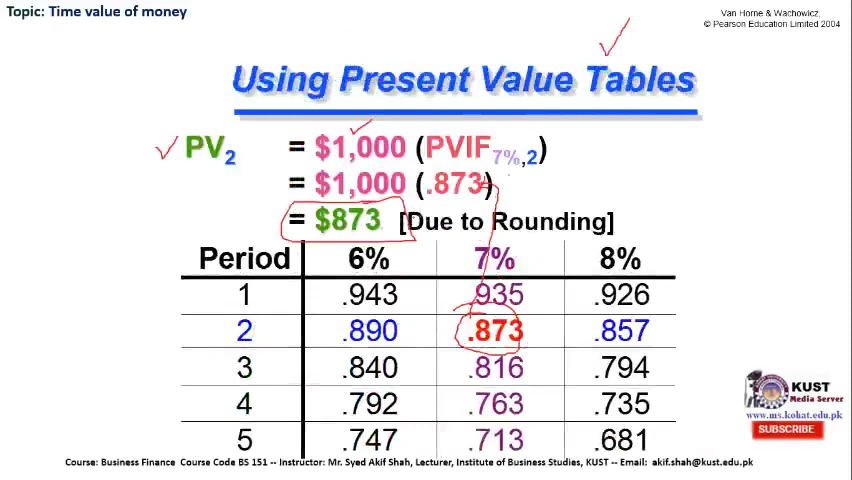 Topic: Time value of money
Van Horne & Wachowicz,
© Pearson Education Limited 2004
Using Present Value Tables
PV2 = $1,000 (PVIF7%,2)
= $1,000 (.873)
= $873 [Due to Rounding]
Period 6% 7% 8%
1 .943 .935 .926
2 .890 .873 .857
3 .840 .816 .794
4 .792 .763 .735
5 .747 .713 .681
KUST
Media Server
www.ms.kohat.edu.pk
SUBSCRIBE
Course: Business Finance Course Code BS 151 -- Instructor: Mr. Syed Akif Shah, Lecturer, Institute of Business Studies, KUST -- Email: akif.shah@kust.edu.pk